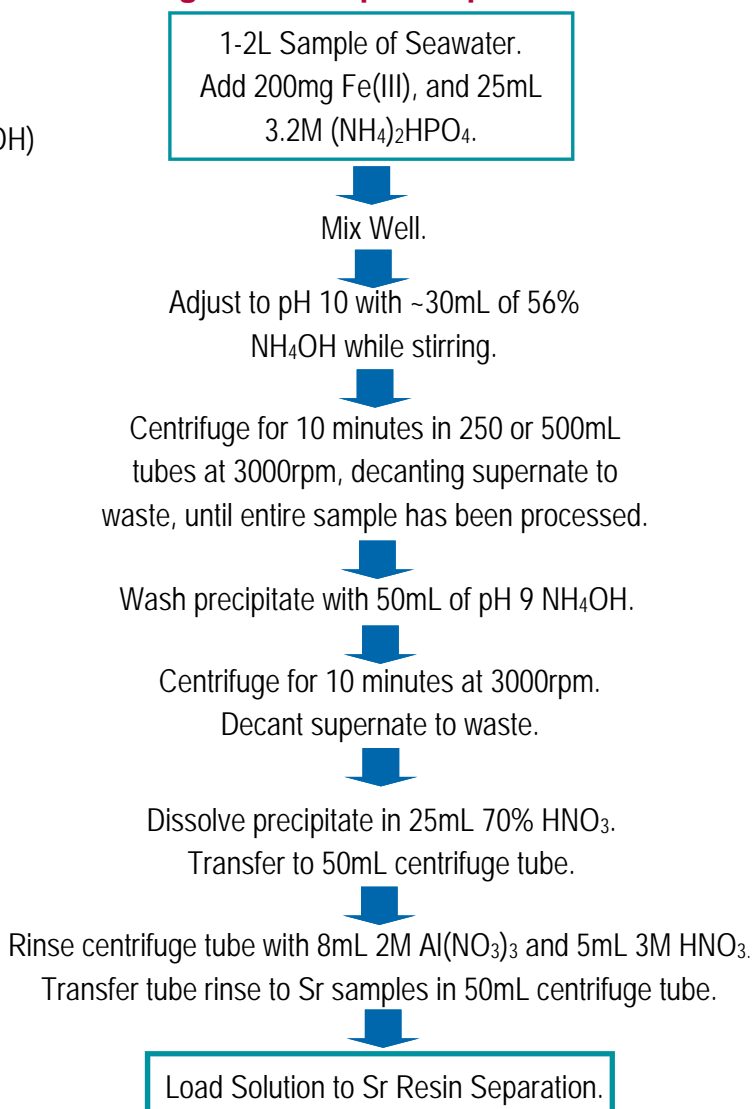 1-2L Sample of Seawater.
Add 200mg Fe(III), and 25mL
3.2M (NH₄)₂HPO₄.
OH)
Mix Well.
Adjust to pH 10 with ~30mL of 56%
NH₄OH while stirring.
Centrifuge for 10 minutes in 250 or 500mL
tubes at 3000rpm, decanting supernate to
waste, until entire sample has been processed.
Wash precipitate with 50mL of pH 9 NH₄OH.
Centrifuge for 10 minutes at 3000rpm.
Decant supernate to waste.
Dissolve precipitate in 25mL 70% HNO₃.
Transfer to 50mL centrifuge tube.
Rinse centrifuge tube with 8mL 2M Al(NO₃)₃ and 5mL 3M HNO₃.
Transfer tube rinse to Sr samples in 50mL centrifuge tube.
Load Solution to Sr Resin Separation.